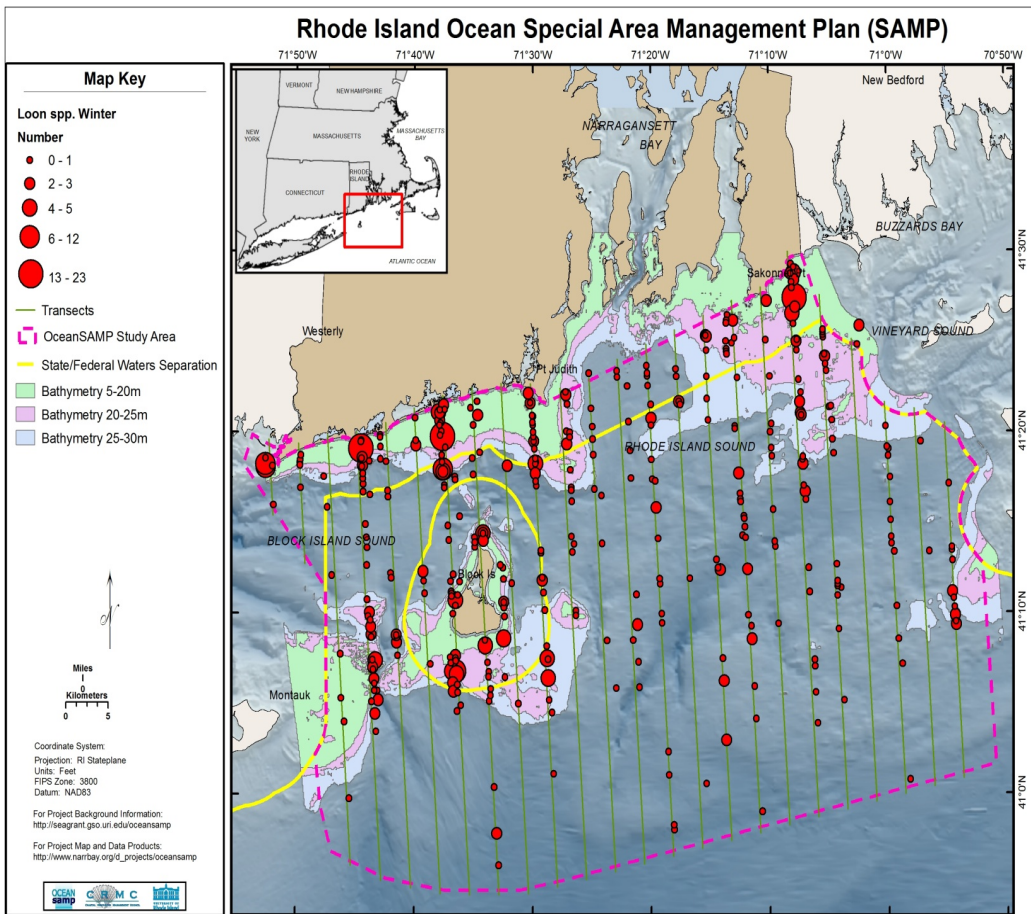 Rhode Island Ocean Special Area Management Plan (SAMP)
71°50'W
71°40'W
71°30'W
71°20'W
71°10'W
71°0'W
70°50'W
Map Key
Loon spp. Winter
Number
0 - 1
2 - 3
4 - 5
6 - 12
13 - 23
Transects
OceanSAMP Study Area
State/Federal Waters Separation
Bathymetry 5-20m
Bathymetry 20-25m
Bathymetry 25-30m
N
Miles
0
Kilometers
0 5
Coordinate System:
Projection: RI Stateplane
Units: Feet
FIPS Zone: 3800
Datum: NAD83
For Project Background Information:
http://seagrant.gso.uri.edu/oceansamp
For Project Map and Data Products:
http://www.narrbay.org/d_projects/oceansamp
OCEAN
samp
CRMC
VERMONT
NEW HAMPSHIRE
NEW
YORK
MASSACHUSETTS
MASSACHUSETTS
BAY
CONNECTICUT
RHODE
ISLAND
ATLANTIC OCEAN
New Bedford
NARRAGANSETT
BAY
BUZZARDS BAY
Sakonnet Pt
Westerly
VINEYARD SOUND
Pt Judith
RHODE ISLAND SOUND
BLOCK ISLAND SOUND
Block Is
Montauk
41°30'N
41°20'N
41°10'N
41°0'N